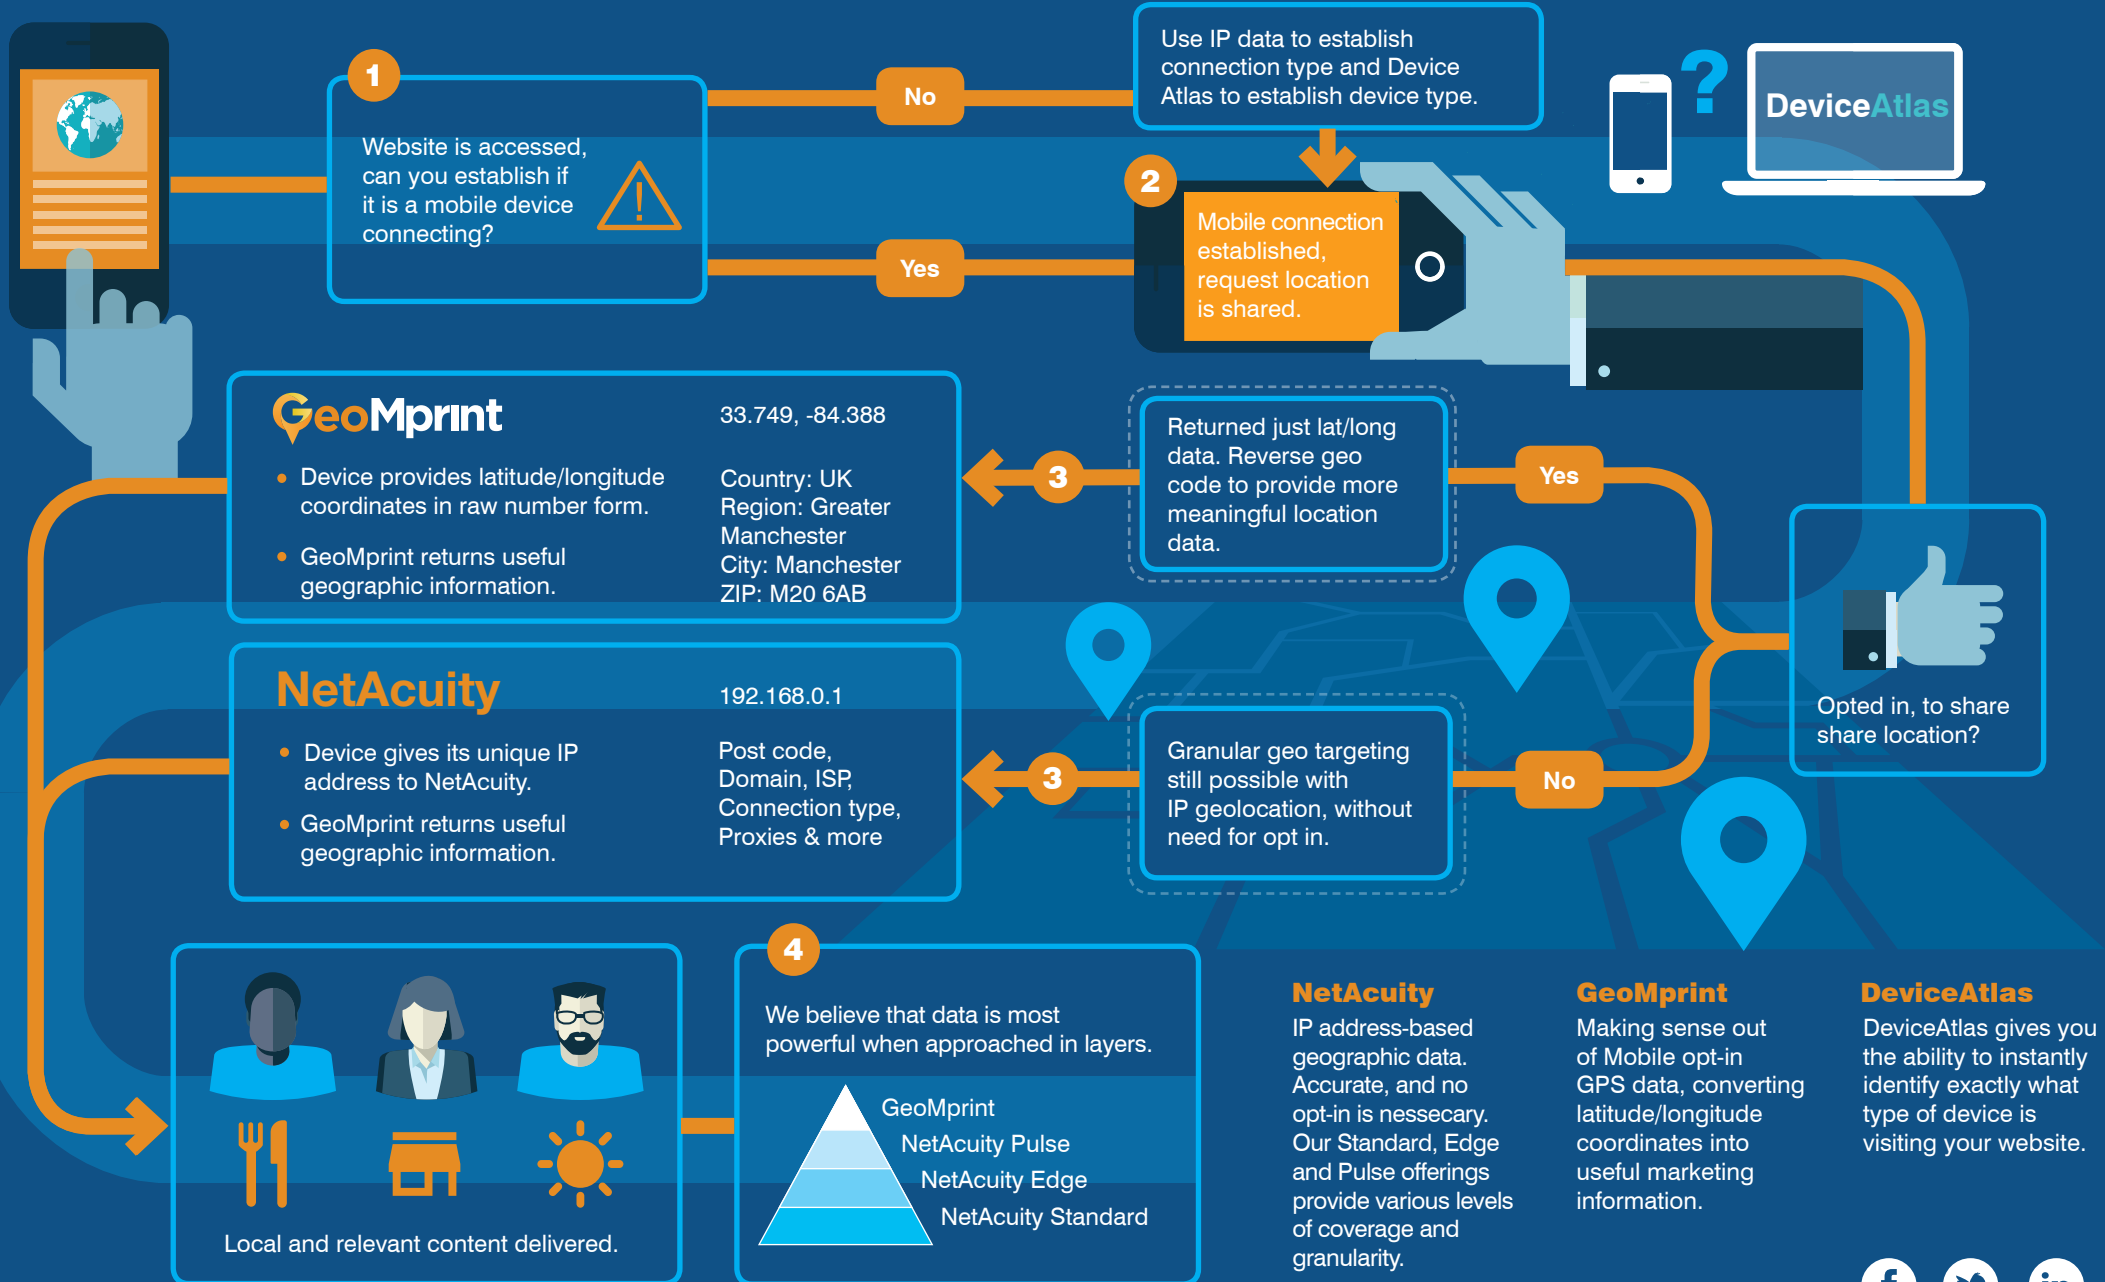 1
Website is accessed,
can you establish if
it is a mobile device
connecting?
No
Yes
Use IP data to establish
connection type and Device
Atlas to establish device type.
?
DeviceAtlas
2
Mobile connection
established,
request location
is shared.
Opted in, to share
share location?
Yes
Returned just lat/long
data. Reverse geo
code to provide more
meaningful location
data.
3
GeoMprint
Device provides latitude/longitude
coordinates in raw number form.
GeoMprint returns useful
geographic information.
33.749, -84.388
Country: UK
Region: Greater
Manchester
City: Manchester
ZIP: M20 6AB
No
Granular geo targeting
still possible with
IP geolocation, without
need for opt in.
3
NetAcuity
Device gives its unique IP
address to NetAcuity.
GeoMprint returns useful
geographic information.
192.168.0.1
Post code,
Domain, ISP,
Connection type,
Proxies & more
Local and relevant content delivered.
4
We believe that data is most
powerful when approached in layers.
GeoMprint
NetAcuity Pulse
NetAcuity Edge
NetAcuity Standard
NetAcuity
IP address-based
geographic data.
Accurate, and no
opt-in is nessecary.
Our Standard, Edge
and Pulse offerings
provide various levels
of coverage and
granularity.
GeoMprint
Making sense out
of Mobile opt-in
GPS data, converting
latitude/longitude
coordinates into
useful marketing
information.
DeviceAtlas
DeviceAtlas gives you
the ability to instantly
identify exactly what
type of device is
visiting your website.
f
in